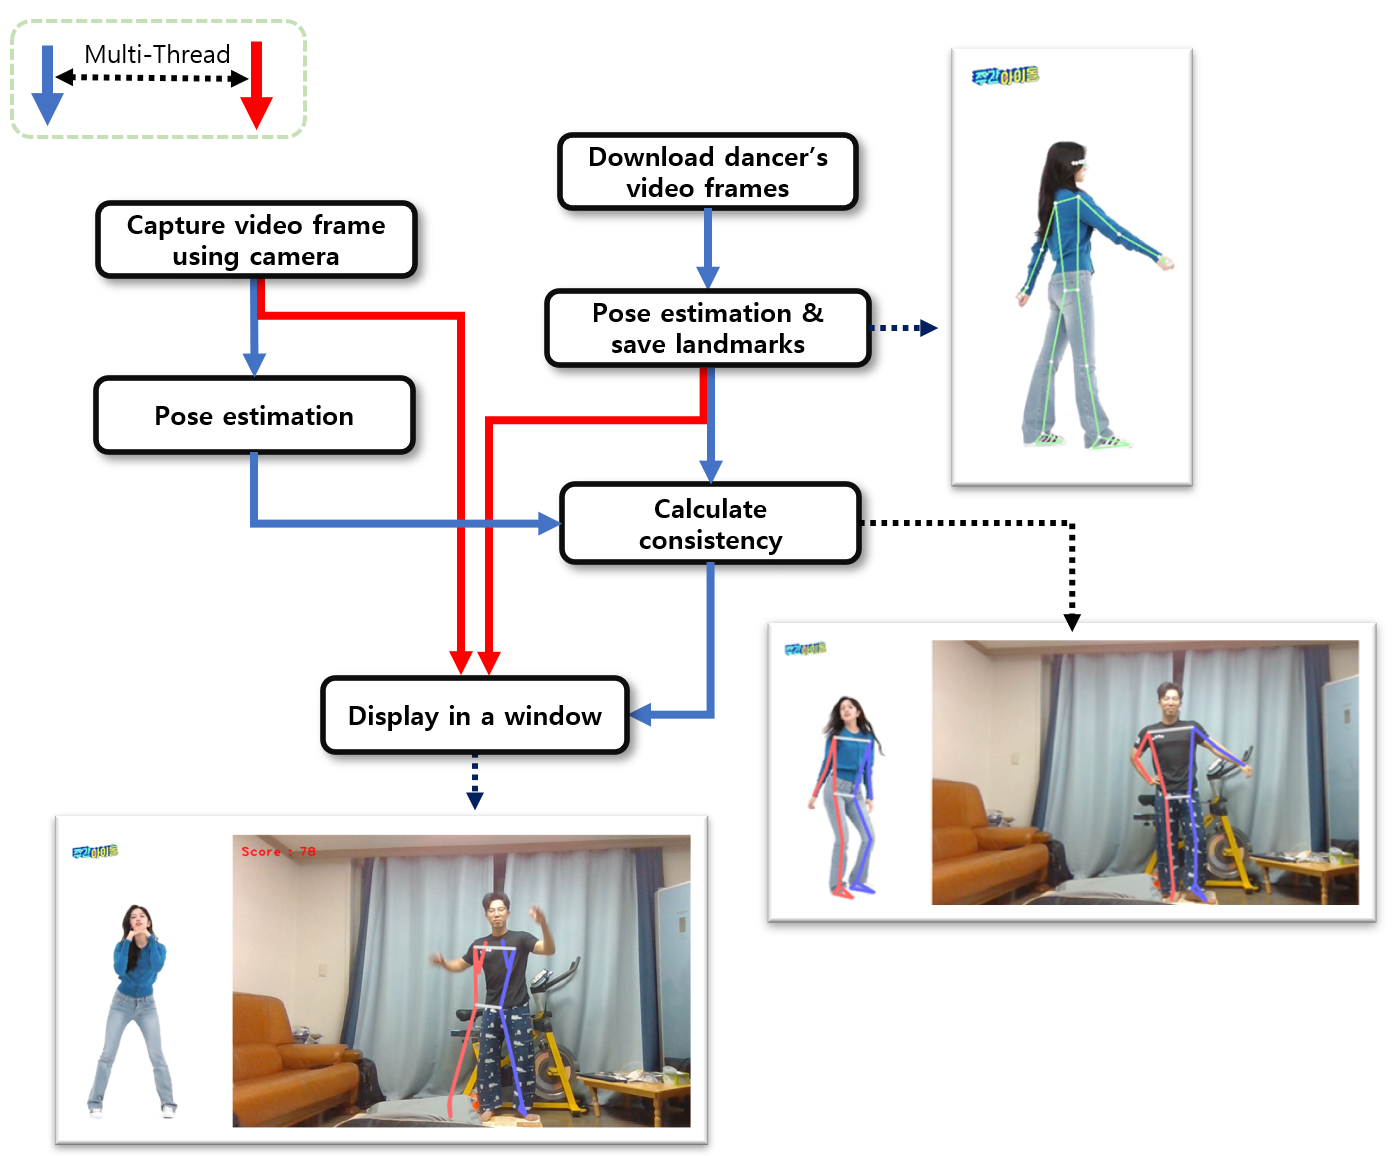 Multi-Thread
Download dancer's
video frames
Capture video frame
using camera
Pose estimation &
save landmarks
Pose estimation
Calculate
consistency
Display in a window
주간아이돌
주간아이돌
주간아이돌
Score : 78